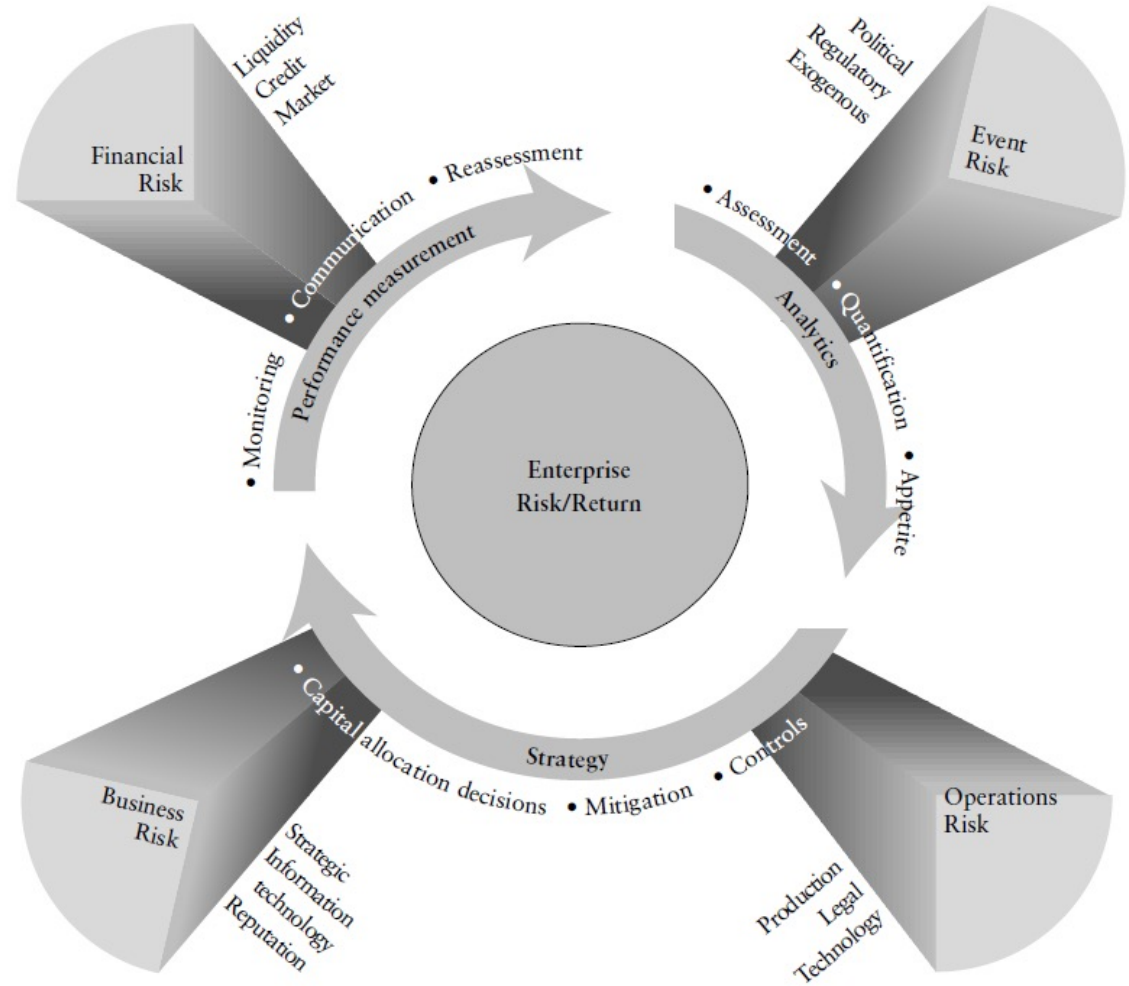 Liquidity
Credit
Market
Financial
Risk
Political
Regulatory
Exogenous
Event
Risk
• Monitoring
• Communication
• Reassessment
Performance measurement
• Assessment
• Quantification
• Appetite
Analytics
Enterprise
Risk/Return
Strategy
• Capital allocation decisions
• Mitigation
• Controls
Business
Risk
Strategic
Information
technology
Reputation
Operations
Risk
Production
Legal
Technology